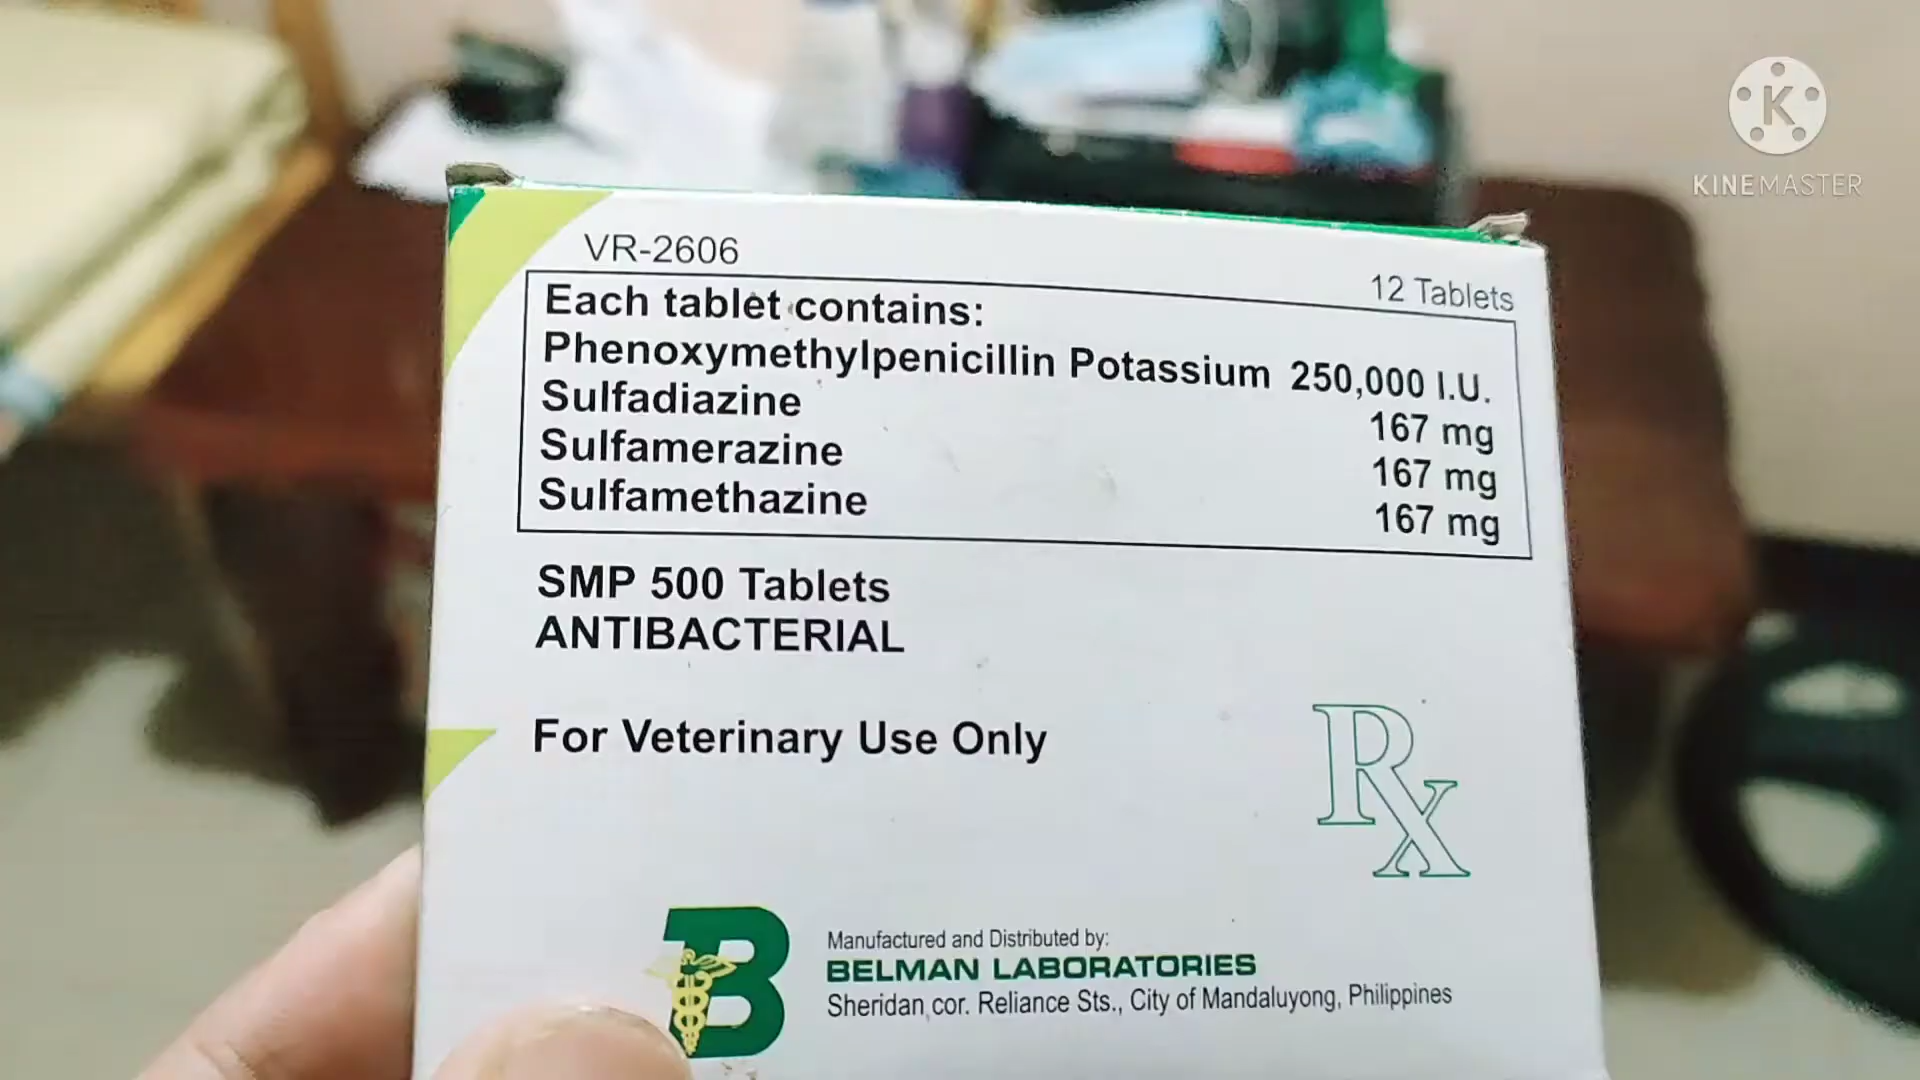 K
KINEMASTER
VR-2606
12 Tablets
Each tablet contains:
Phenoxymethylpenicillin Potassium 250,000 I.U.
Sulfadiazine 167 mg
Sulfamerazine 167 mg
Sulfamethazine 167 mg
SMP 500 Tablets
ANTIBACTERIAL
For Veterinary Use Only
Rx
B
Manufactured and Distributed by:
BELMAN LABORATORIES
Sheridan cor. Reliance Sts., City of Mandaluyong, Philippines